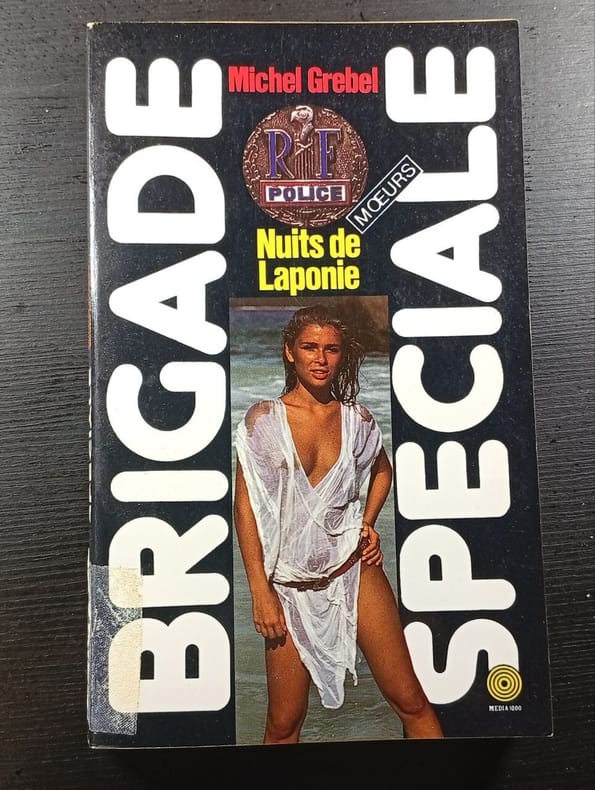 BRIGADE
SPECIALE
Michel Grebel
RF
POLICE
MŒURS
Nuits de
Laponie
MEDIA 1000